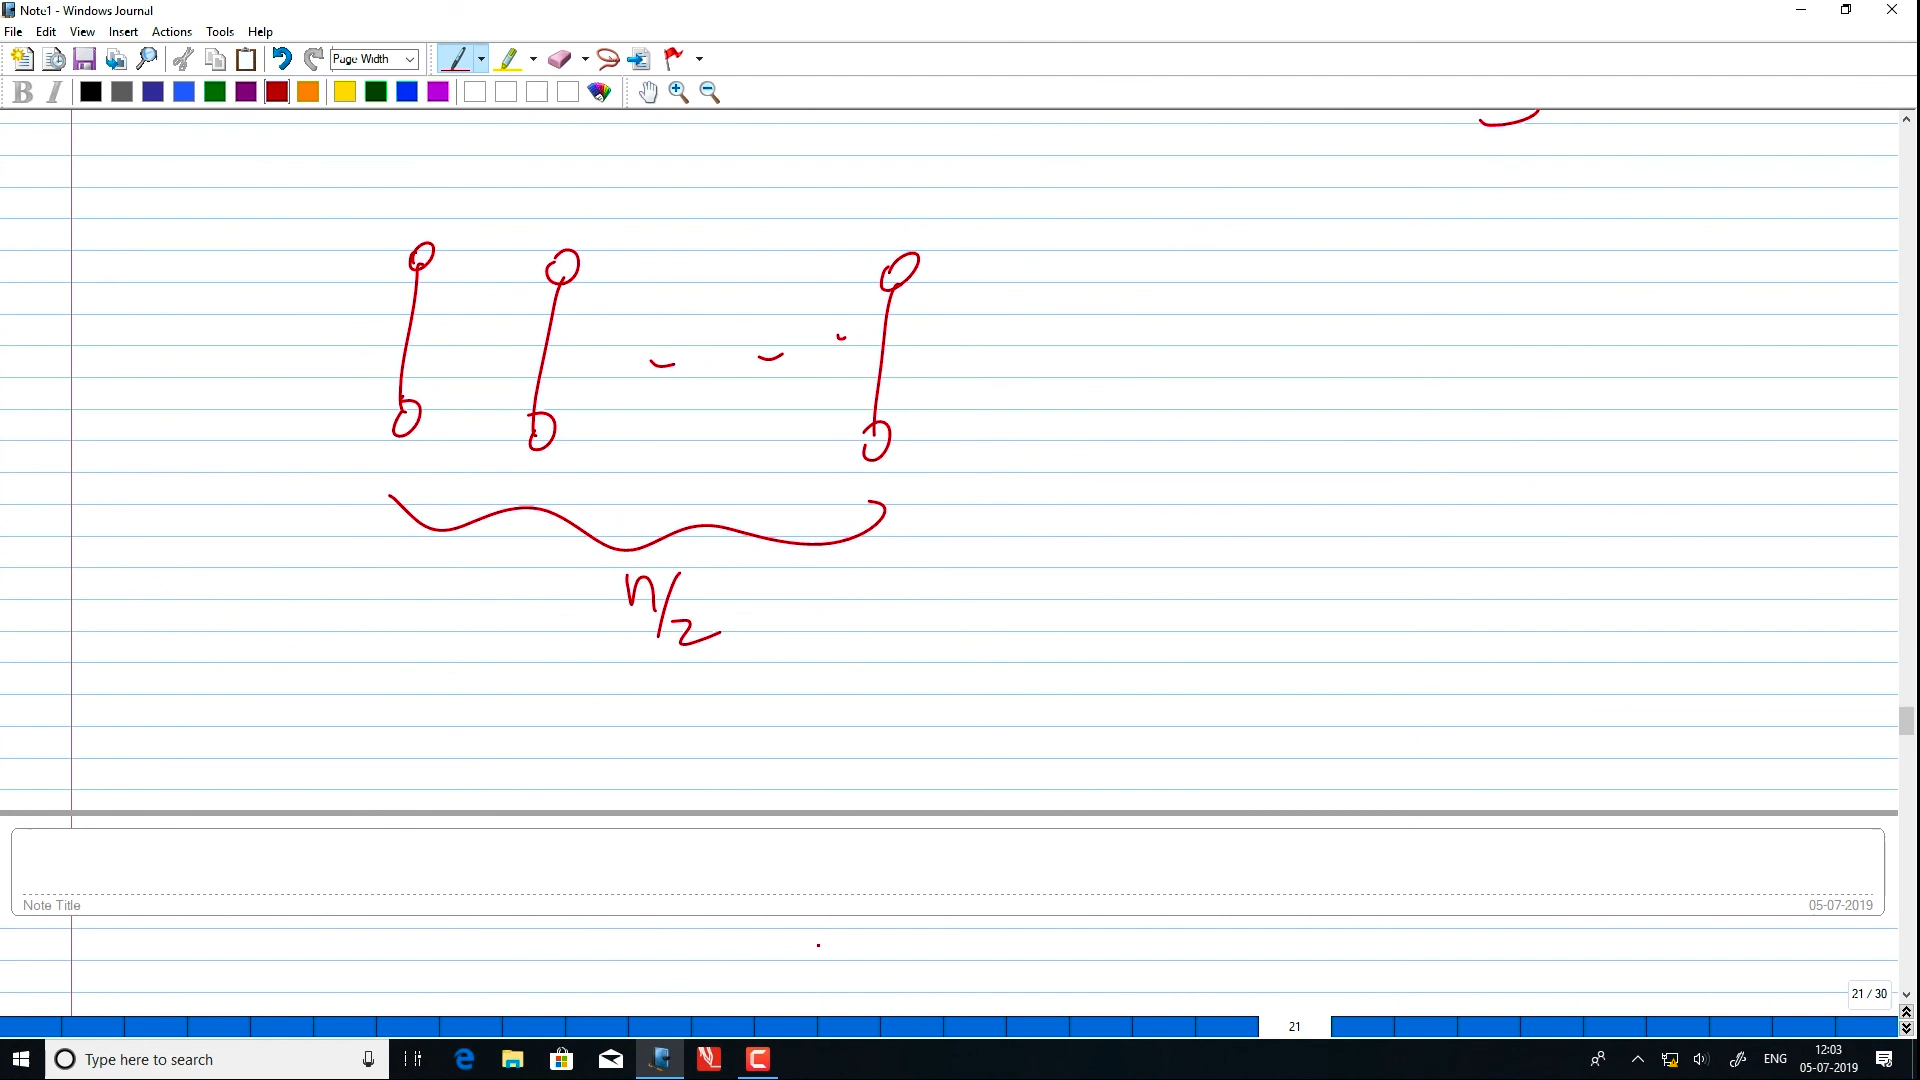 Note1 - Windows Journal
File Edit View Insert Actions Tools Help
Page Width
B I
n/2
Note Title
05-07-2019
21 / 30
21
Type here to search
ENG
12:03
05-07-2019